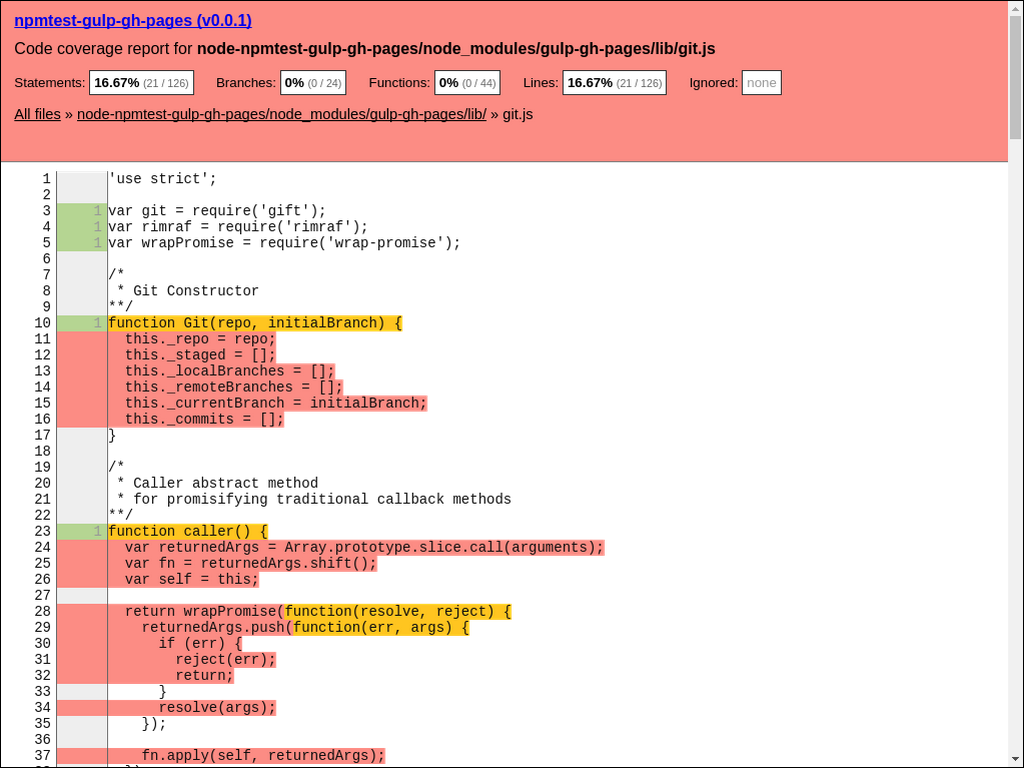 npmtest-gulp-gh-pages (v0.0.1)
Code coverage report for node-npmtest-gulp-gh-pages/node_modules/gulp-gh-pages/lib/git.js
Statements: 16.67% (21 / 126) Branches: 0% (0 / 24) Functions: 0% (0 / 44) Lines: 16.67% (21 / 126) Ignored: none
All files » node-npmtest-gulp-gh-pages/node_modules/gulp-gh-pages/lib/ » git.js
1 'use strict';
2
3 1 var git = require('gift');
4 1 var rimraf = require('rimraf');
5 1 var wrapPromise = require('wrap-promise');
6
7 /*
8  * Git Constructor
9 **/
10 1 function Git(repo, initialBranch) {
11   this._repo = repo;
12   this._staged = [];
13   this._localBranches = [];
14   this._remoteBranches = [];
15   this._currentBranch = initialBranch;
16   this._commits = [];
17 }
18
19 /*
20  * Caller abstract method
21  * for promisifying traditional callback methods
22 **/
23 1 function caller() {
24   var returnedArgs = Array.prototype.slice.call(arguments);
25   var fn = returnedArgs.shift();
26   var self = this;
27
28   return wrapPromise(function(resolve, reject) {
29     returnedArgs.push(function(err, args) {
30       if (err) {
31         reject(err);
32         return;
33       }
34       resolve(args);
35     });
36
37     fn.apply(self, returnedArgs);